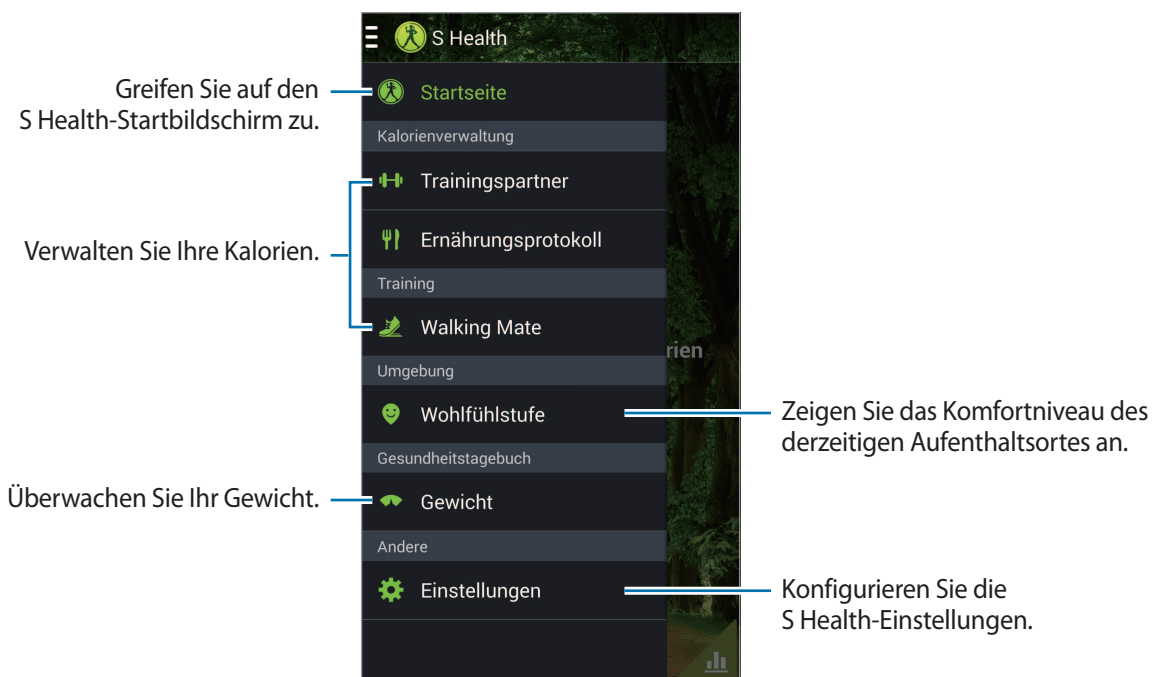 S Health
Greifen Sie auf den
S Health-Startbildschirm zu.
Startseite
Kalorienverwaltung
Trainingspartner
Verwalten Sie Ihre Kalorien.
Ernährungsprotokoll
Training
Walking Mate
rien
Umgebung
Wohlfühlstufe
Zeigen Sie das Komfortniveau des
derzeitigen Aufenthaltsortes an.
Gesundheitstagebuch
Überwachen Sie Ihr Gewicht.
Gewicht
Andere
Einstellungen
Konfigurieren Sie die
S Health-Einstellungen.